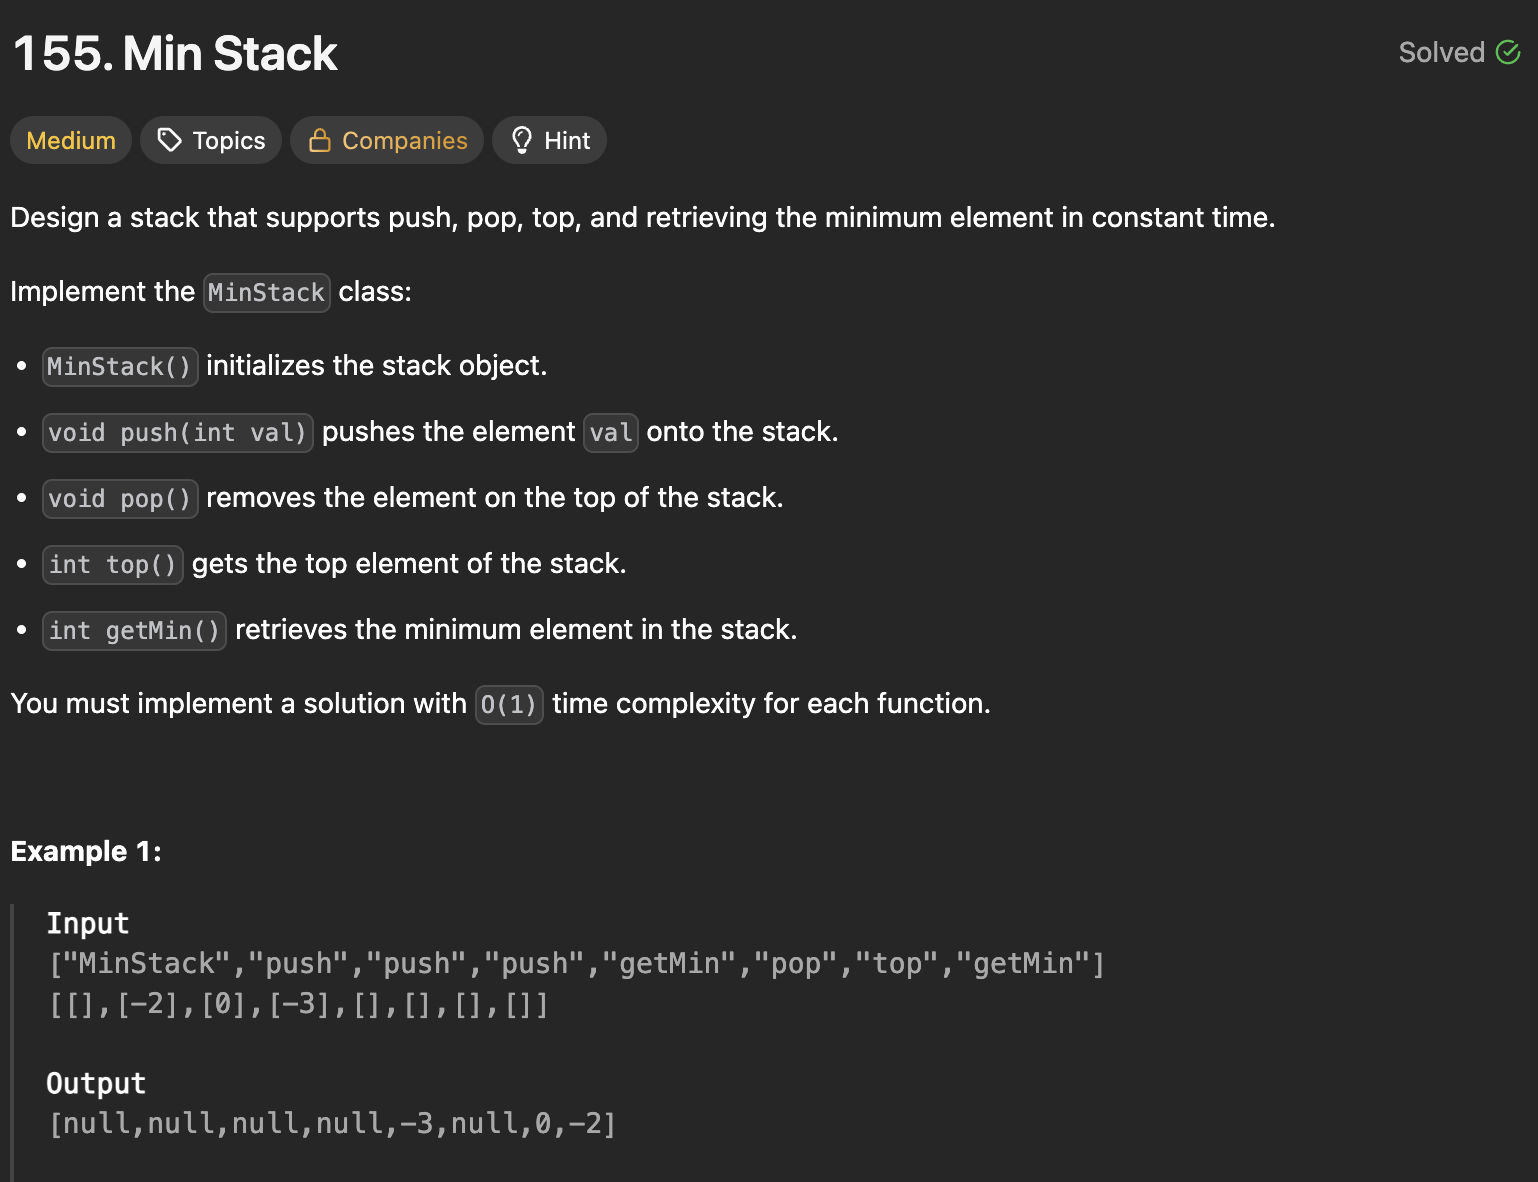 155. Min Stack
Solved
Medium
Topics
Companies
Hint
Design a stack that supports push, pop, top, and retrieving the minimum element in constant time.
Implement the MinStack class:
• MinStack() initializes the stack object.
• void push(int val) pushes the element val onto the stack.
• void pop() removes the element on the top of the stack.
• int top() gets the top element of the stack.
• int getMin() retrieves the minimum element in the stack.
You must implement a solution with O(1) time complexity for each function.
Example 1:
Input
["MinStack","push","push","push","getMin","pop","top","getMin"]
[[],[-2],[0],[-3],[],[],[],[]]
Output
[null,null,null,null,-3,null,0,-2]